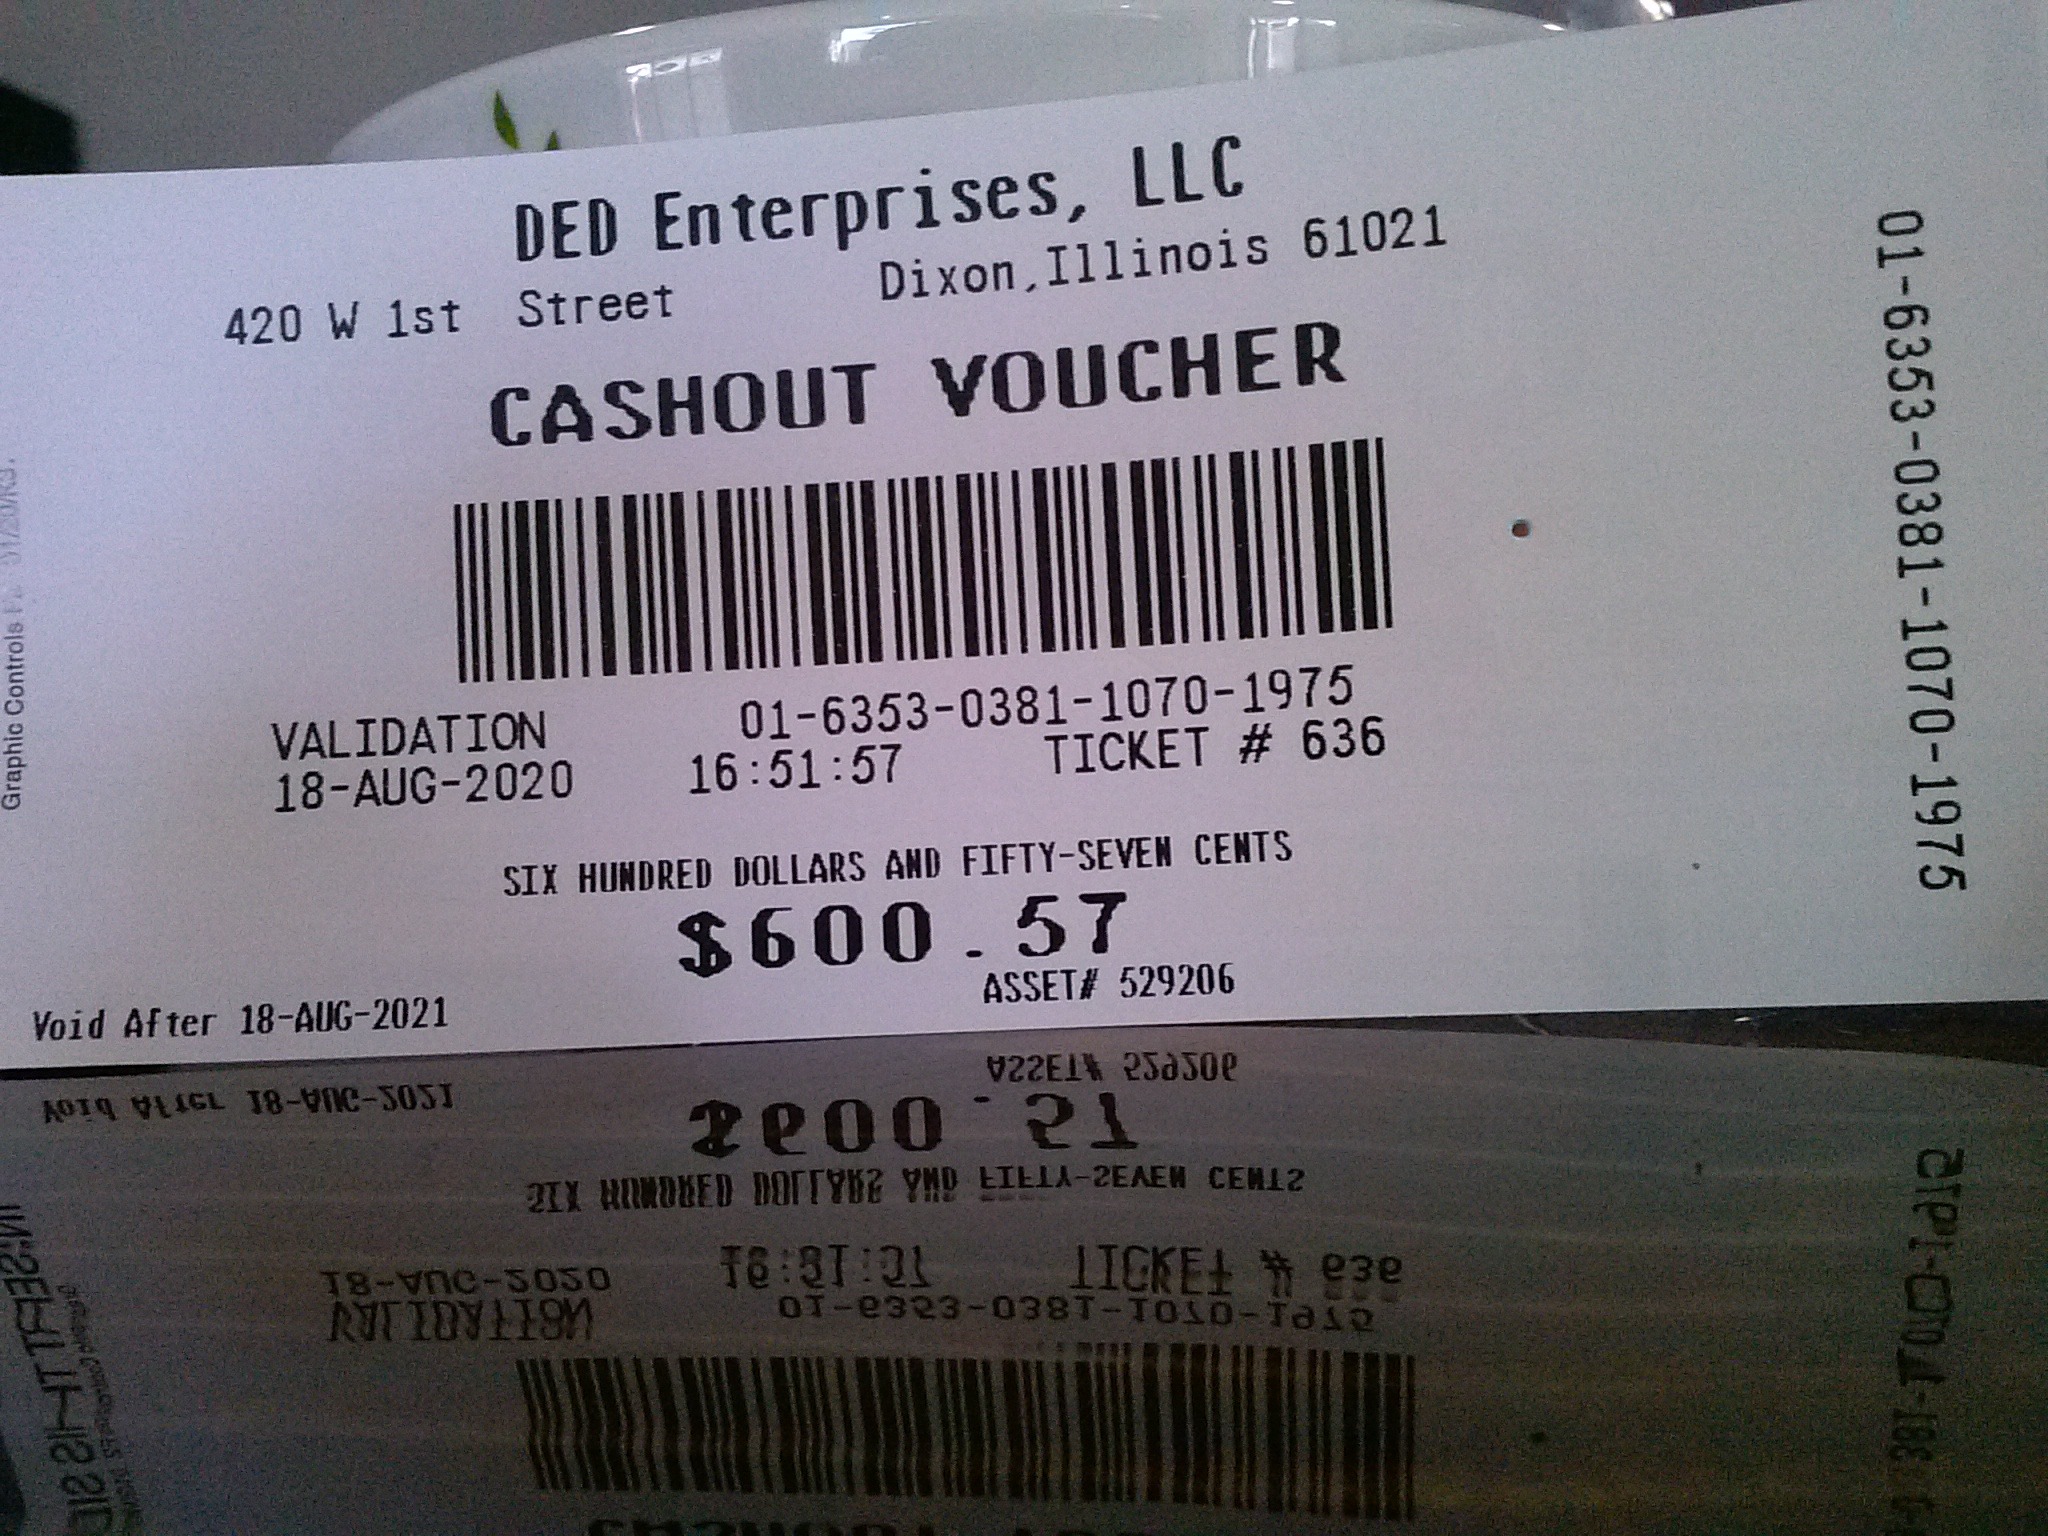 DED Enterprises, LLC
420 W 1st Street Dixon,Illinois 61021
CASHOUT VOUCHER
VALIDATION 01-6353-0381-1070-1975
18-AUG-2020 16:51:57 TICKET # 636
SIX HUNDRED DOLLARS AND FIFTY-SEVEN CENTS
$600.57
Void After 18-AUG-2021 ASSET# 529206
01-6353-0381-1070-1975
Graphic Controls